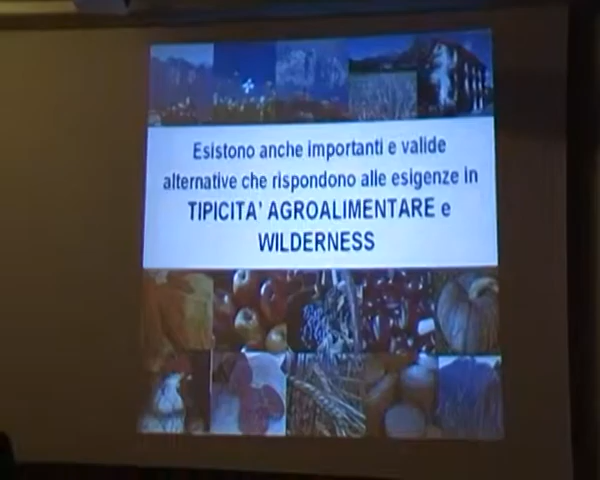 Esistono anche importanti e valide
alternative che rispondono alle esigenze in
TIPICITA' AGROALIMENTARE e
WILDERNESS